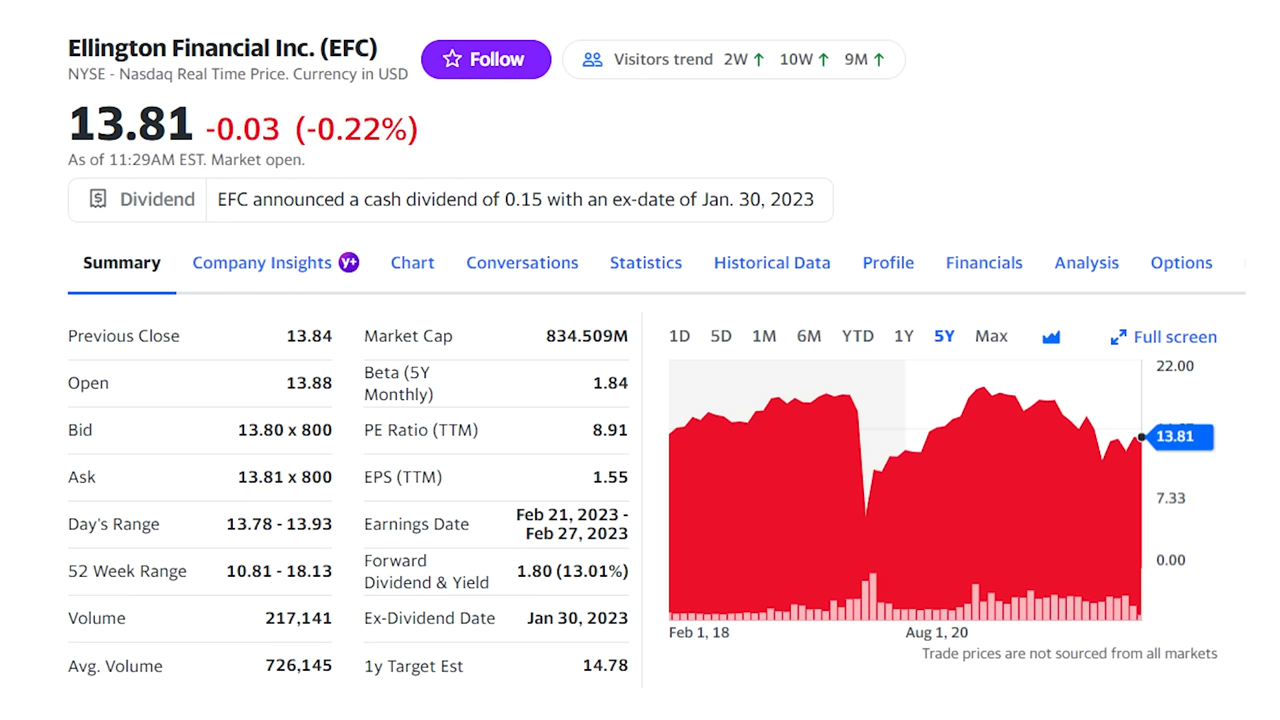 Ellington Financial Inc. (EFC)
NYSE - Nasdaq Real Time Price. Currency in USD
Follow
Visitors trend 2W 10W 9M
13.81 -0.03 (-0.22%)
As of 11:29AM EST. Market open.
Dividend EFC announced a cash dividend of 0.15 with an ex-date of Jan. 30, 2023
Summary Company Insights y+ Chart Conversations Statistics Historical Data Profile Financials Analysis Options
Previous Close 13.84
Open 13.88
Bid 13.80 x 800
Ask 13.81 x 800
Day's Range 13.78 - 13.93
52 Week Range 10.81 - 18.13
Volume 217,141
Avg. Volume 726,145
Market Cap 834.509M
Beta (5Y
Monthly) 1.84
PE Ratio (TTM) 8.91
EPS (TTM) 1.55
Earnings Date Feb 21, 2023 -
Feb 27, 2023
Forward
Dividend & Yield 1.80 (13.01%)
Ex-Dividend Date Jan 30, 2023
1y Target Est 14.78
1D 5D 1M 6M YTD 1Y 5Y Max Full screen
22.00
13.81
7.33
0.00
Feb 1, 18 Aug 1, 20
Trade prices are not sourced from all markets